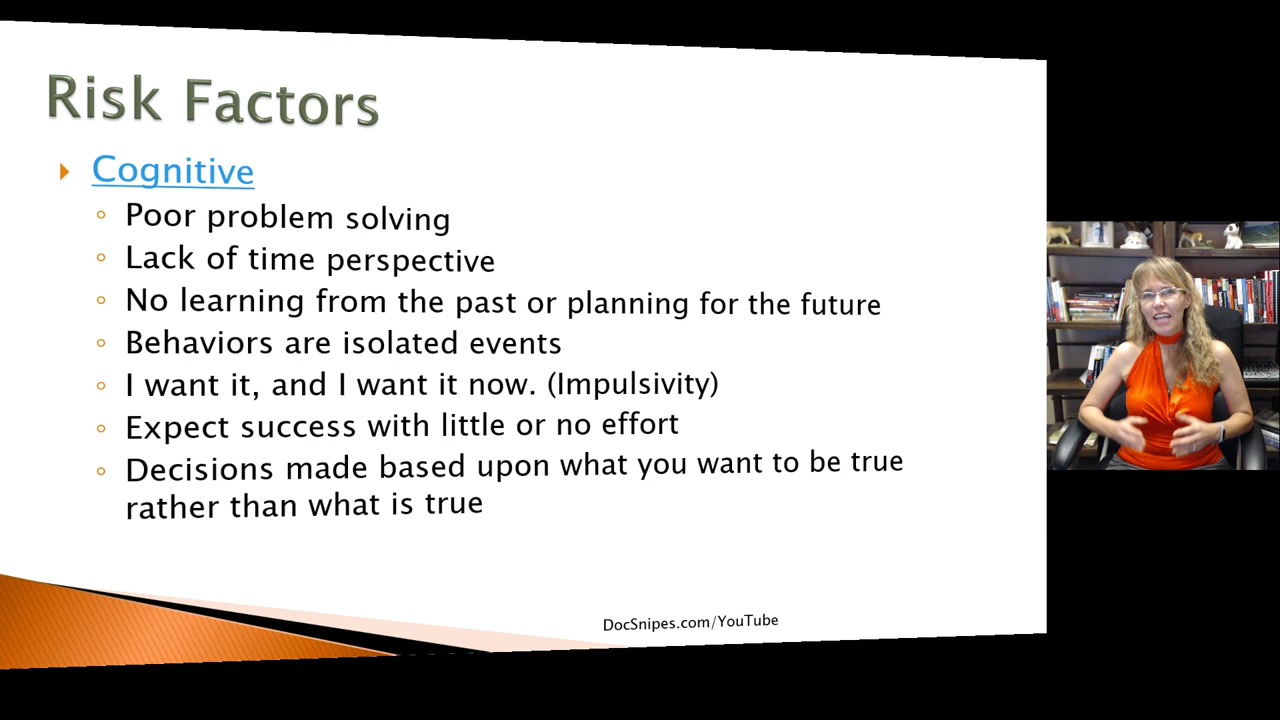 Risk Factors
Cognitive
Poor problem solving
Lack of time perspective
No learning from the past or planning for the future
Behaviors are isolated events
I want it, and I want it now. (Impulsivity)
Expect success with little or no effort
Decisions made based upon what you want to be true
rather than what is true
DocSnipes.com/YouTube